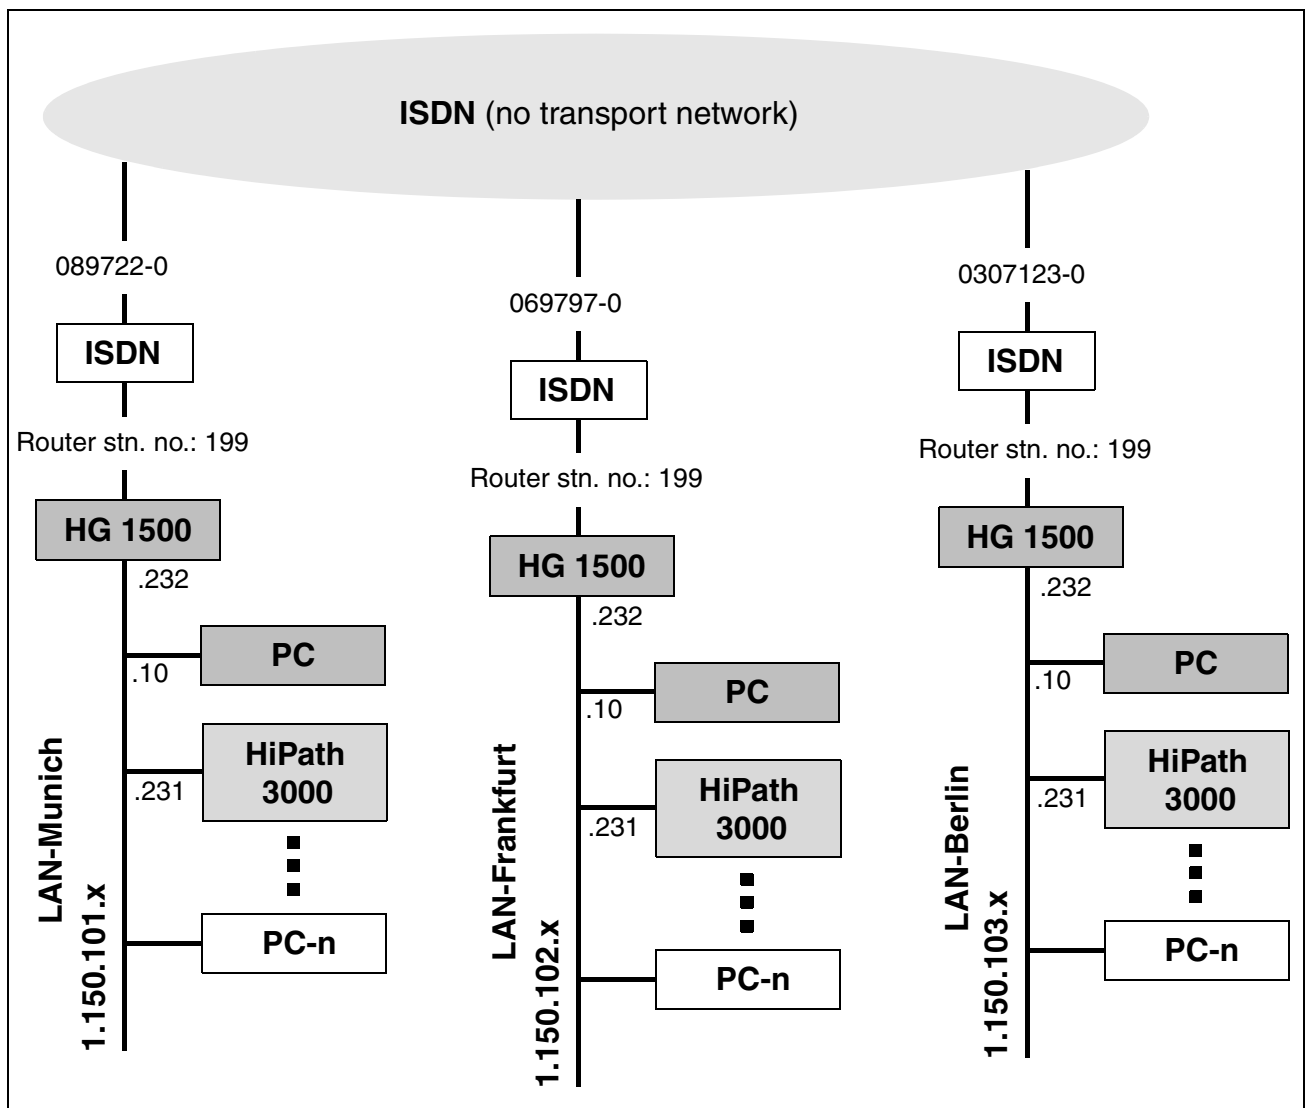 ISDN (no transport network)
089722-0
ISDN
Router stn. no.: 199
HG 1500
.232
PC
.10
HiPath
3000
.231
PC-n
LAN-Munich
1.150.101.x
069797-0
ISDN
Router stn. no.: 199
HG 1500
.232
PC
.10
HiPath
3000
.231
PC-n
LAN-Frankfurt
1.150.102.x
0307123-0
ISDN
Router stn. no.: 199
HG 1500
.232
PC
.10
HiPath
3000
.231
PC-n
LAN-Berlin
1.150.103.x